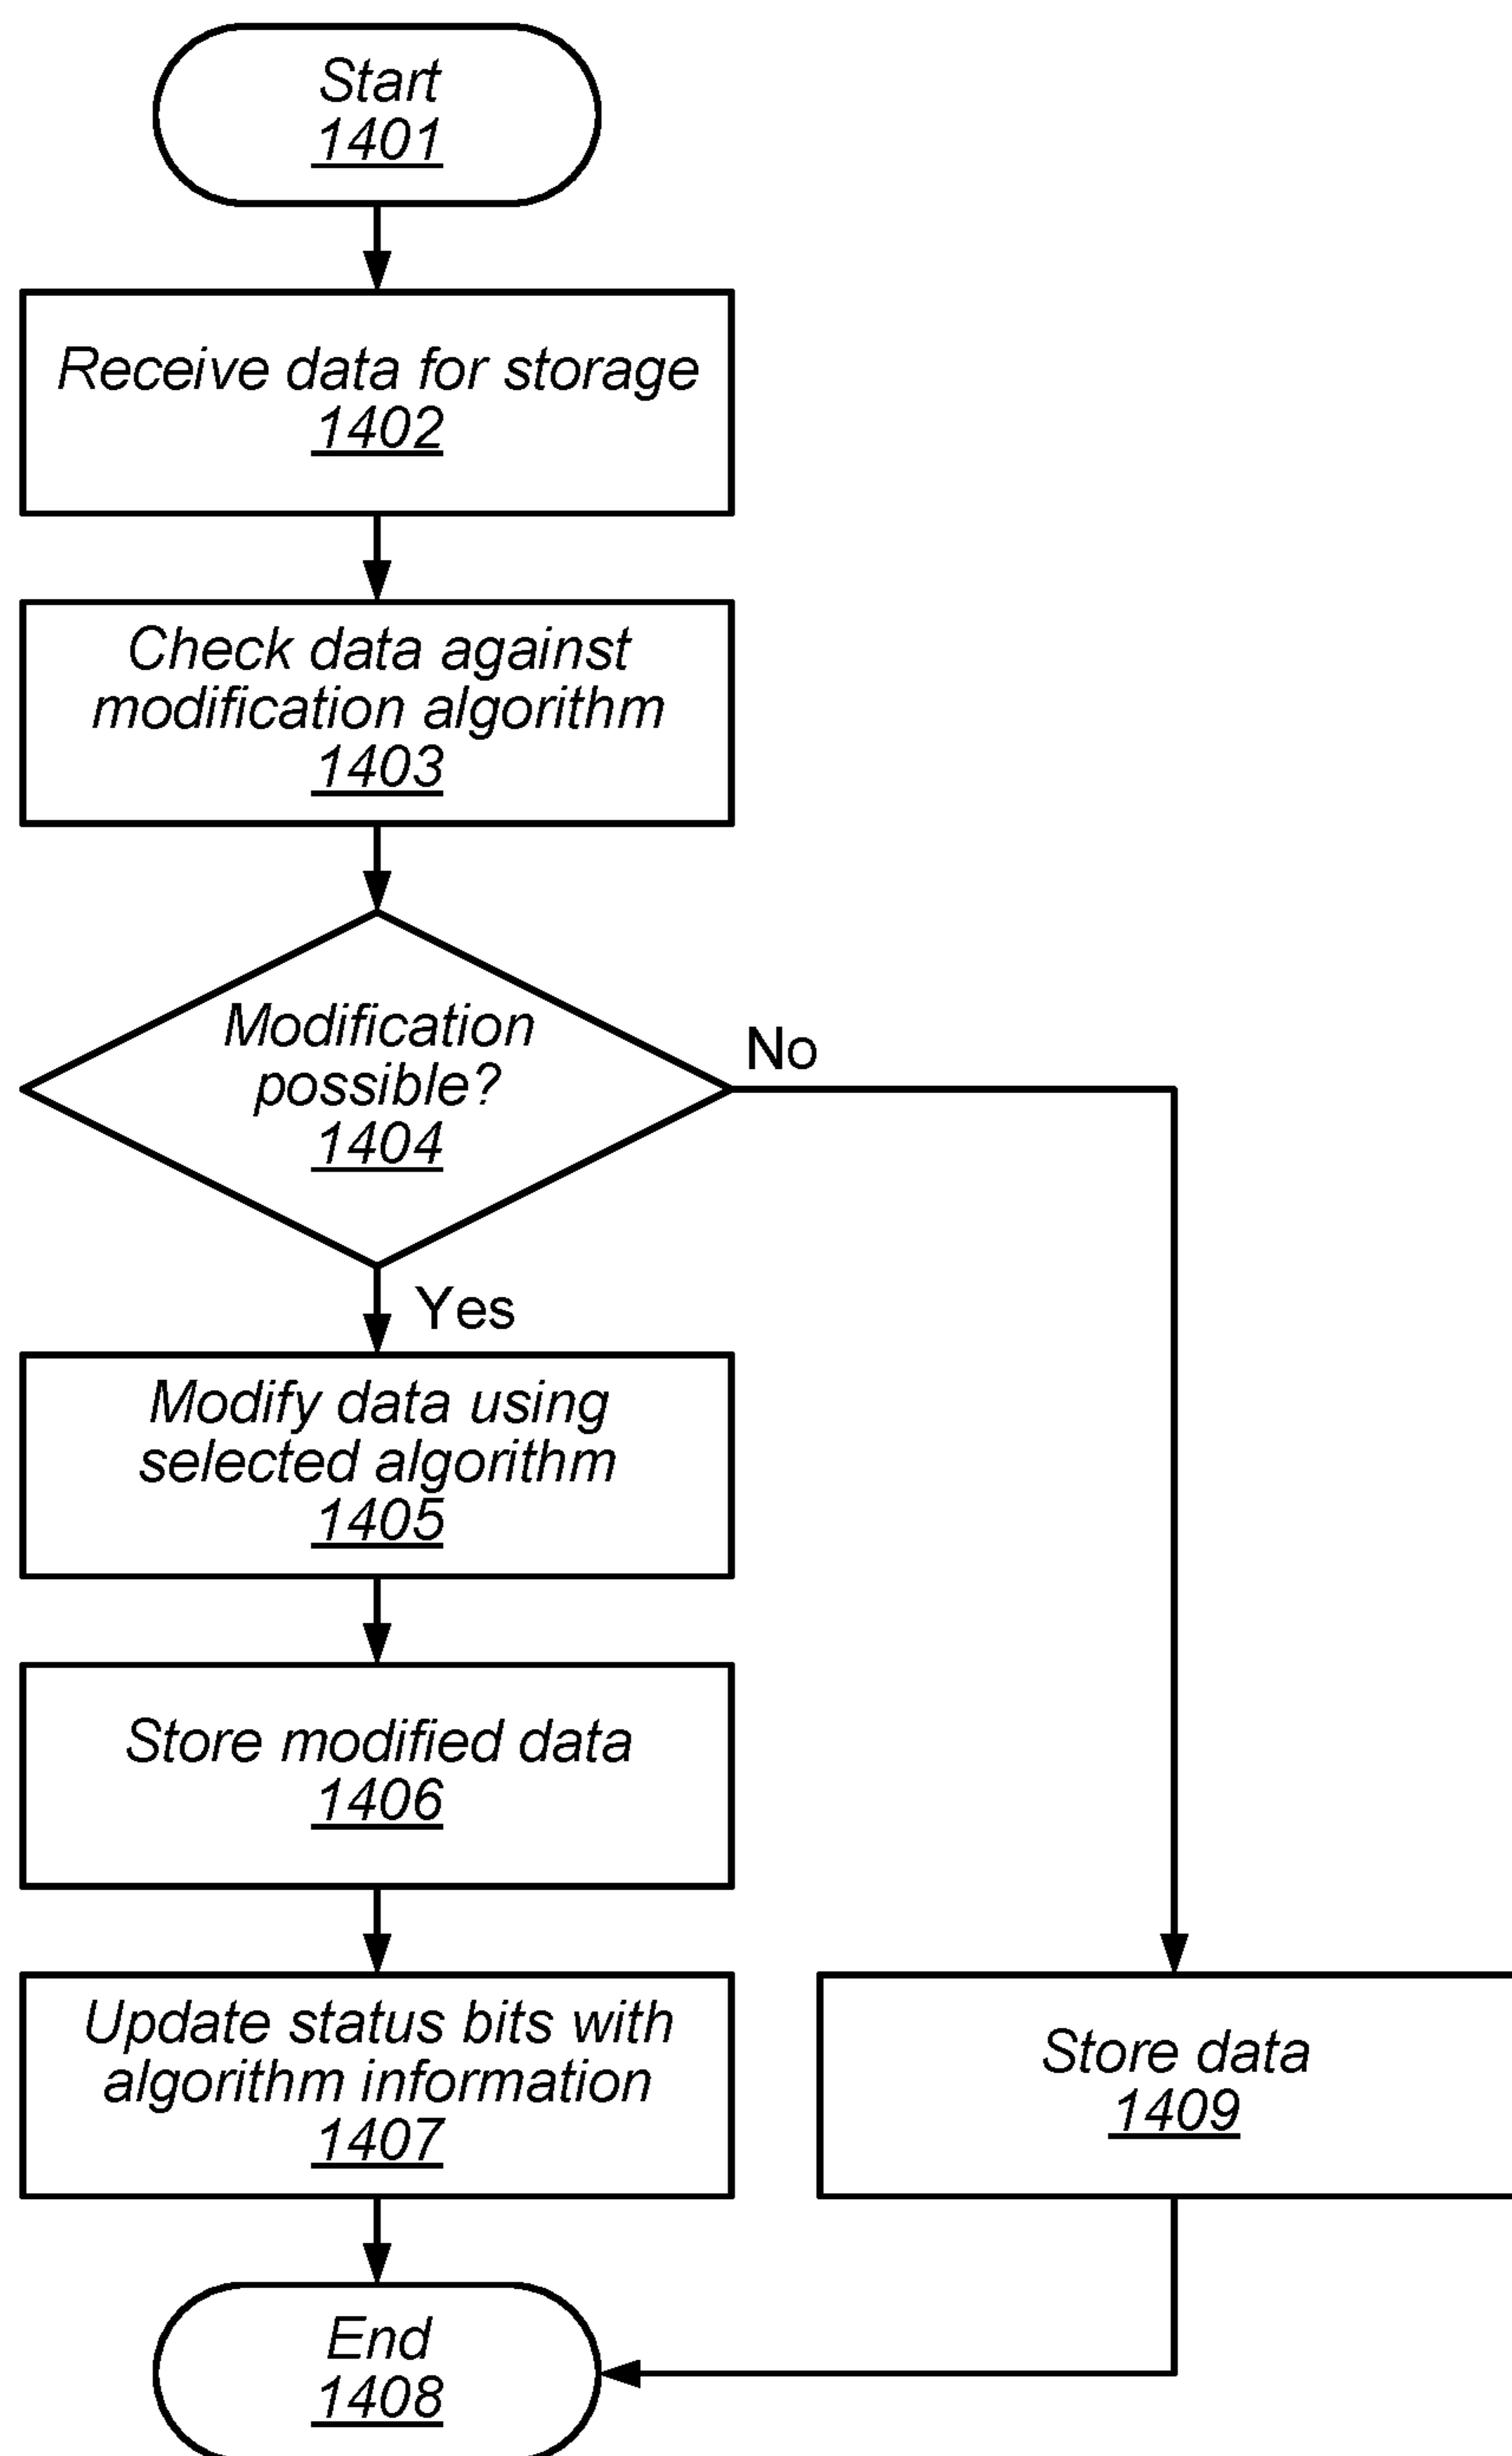 Start
1401
Receive data for storage
1402
Check data against
modification algorithm
1403
Modification
possible?
1404
No
Yes
Modify data using
selected algorithm
1405
Store modified data
1406
Update status bits with
algorithm information
1407
Store data
1409
End
1408